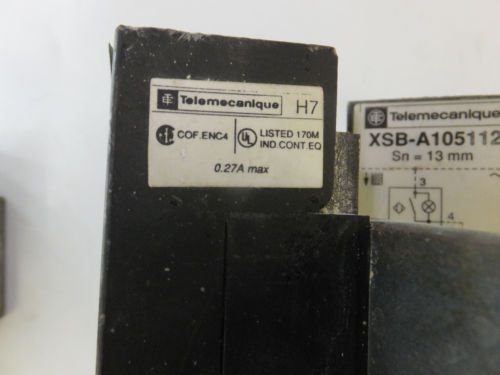 Telemecanique H7
COF.ENC4
LISTED 170M
IND.CONT.EQ
0.27A max
Telemecanique
XSB-A105112
Sn = 13 mm
3
4